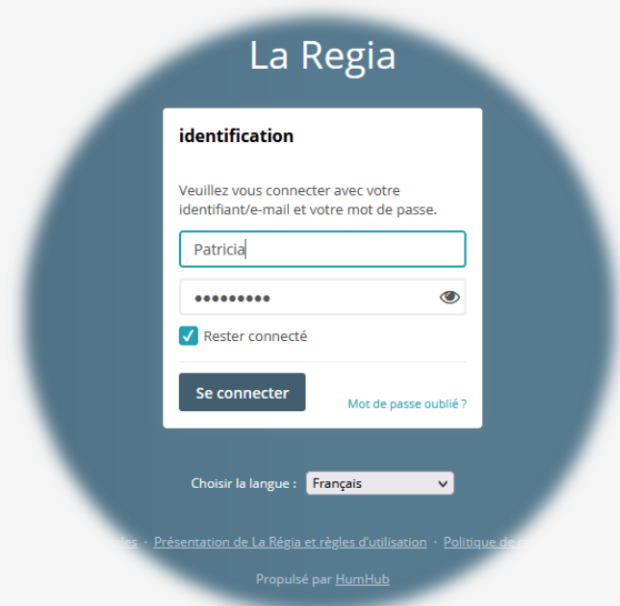 La Regia
identification
Veuillez vous connecter avec votre
identifiant/e-mail et votre mot de passe.
Patricia
•••••••••
Rester connecté
Se connecter
Mot de passe oublié ?
Choisir la langue : Français
· Présentation de La Régia et règles d'utilisation · Politique de
Propulsé par HumHub